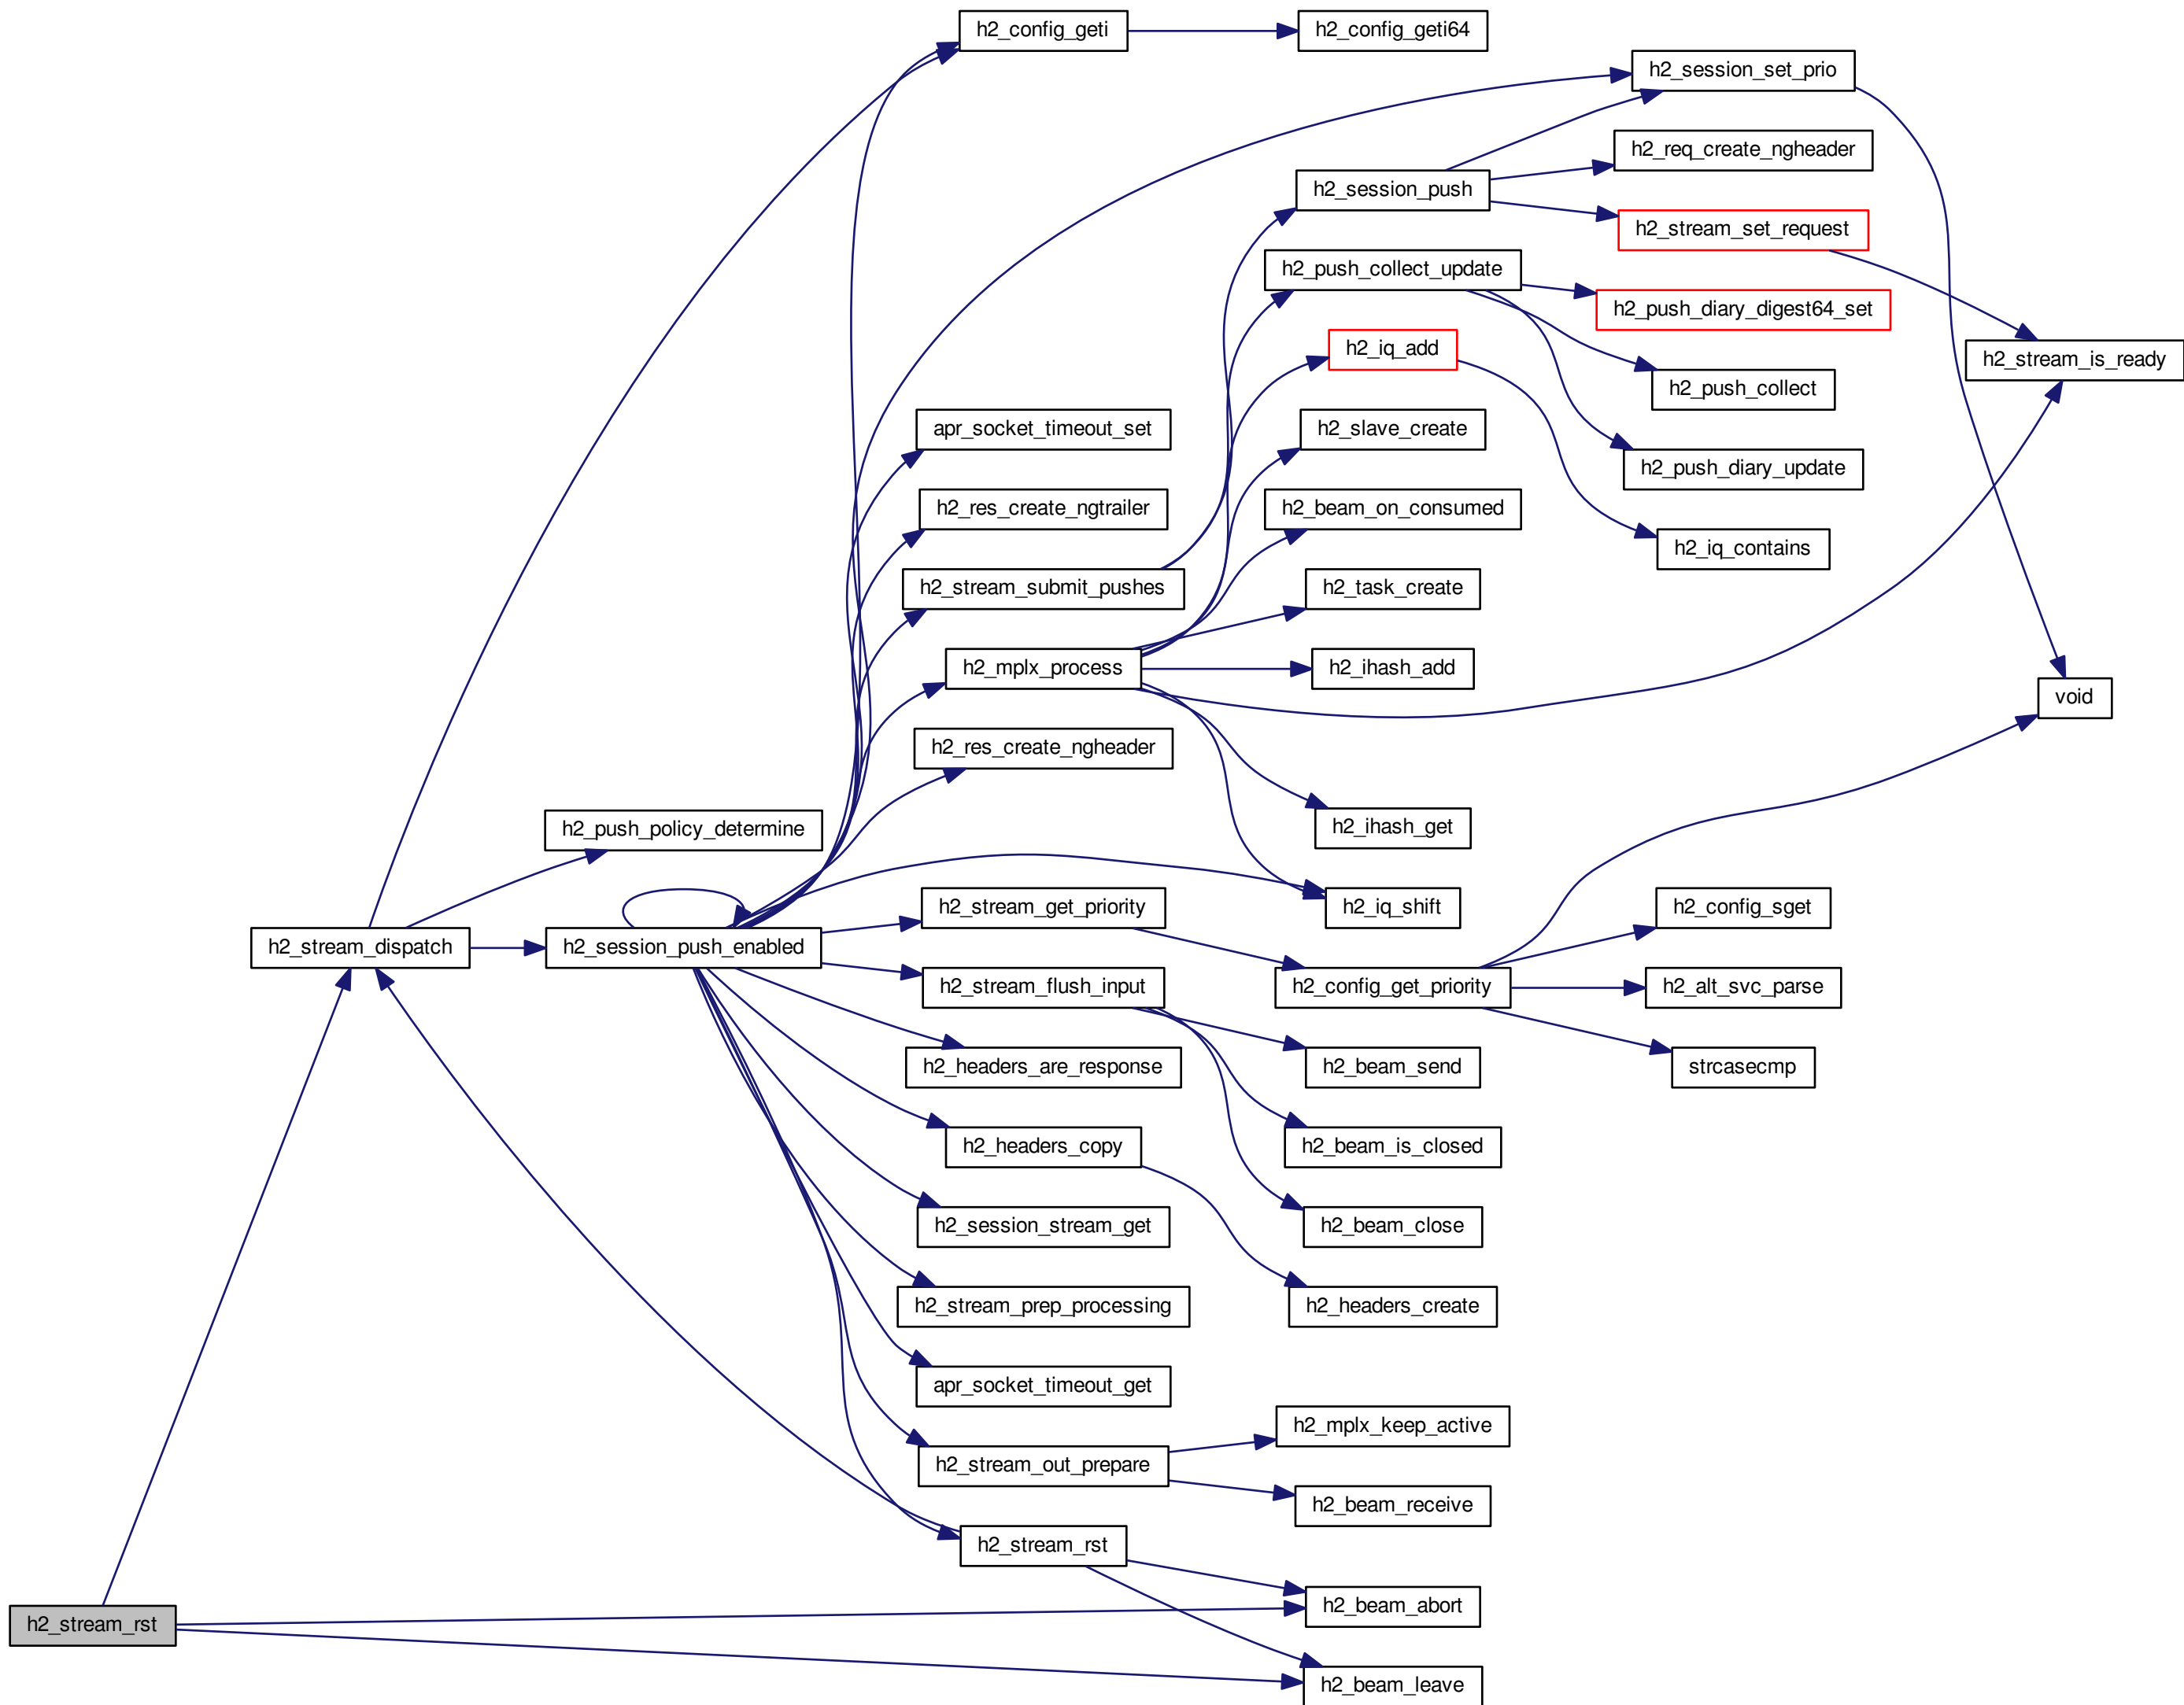 h2_config_geti
h2_config_geti64
h2_session_set_prio
h2_req_create_ngheader
h2_session_push
h2_stream_set_request
h2_push_collect_update
h2_push_diary_digest64_set
h2_iq_add
h2_stream_is_ready
h2_push_collect
apr_socket_timeout_set
h2_slave_create
h2_push_diary_update
h2_res_create_ngtrailer
h2_beam_on_consumed
h2_iq_contains
h2_stream_submit_pushes
h2_task_create
h2_mplx_process
h2_ihash_add
void
h2_res_create_ngheader
h2_push_policy_determine
h2_ihash_get
h2_stream_get_priority
h2_iq_shift
h2_config_sget
h2_stream_dispatch
h2_session_push_enabled
h2_stream_flush_input
h2_config_get_priority
h2_alt_svc_parse
h2_headers_are_response
h2_beam_send
strcasecmp
h2_headers_copy
h2_beam_is_closed
h2_session_stream_get
h2_beam_close
h2_stream_prep_processing
h2_headers_create
apr_socket_timeout_get
h2_mplx_keep_active
h2_stream_out_prepare
h2_beam_receive
h2_stream_rst
h2_beam_abort
h2_stream_rst
h2_beam_leave